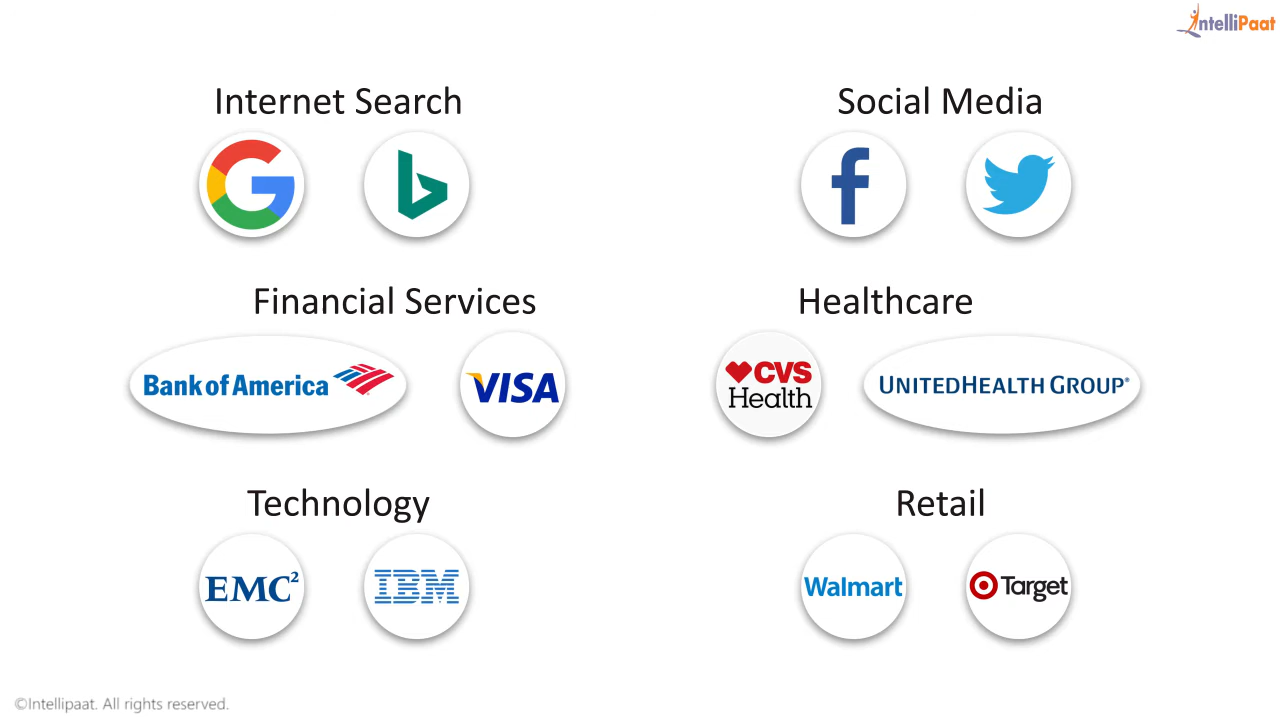 IntelliPaat
Internet Search
Social Media
G
b
f
Financial Services
Healthcare
Bank of America
VISA
CVS
Health
UNITEDHEALTH GROUP®
Technology
Retail
EMC²
IBM
Walmart
Target
©Intellipaat. All rights reserved.